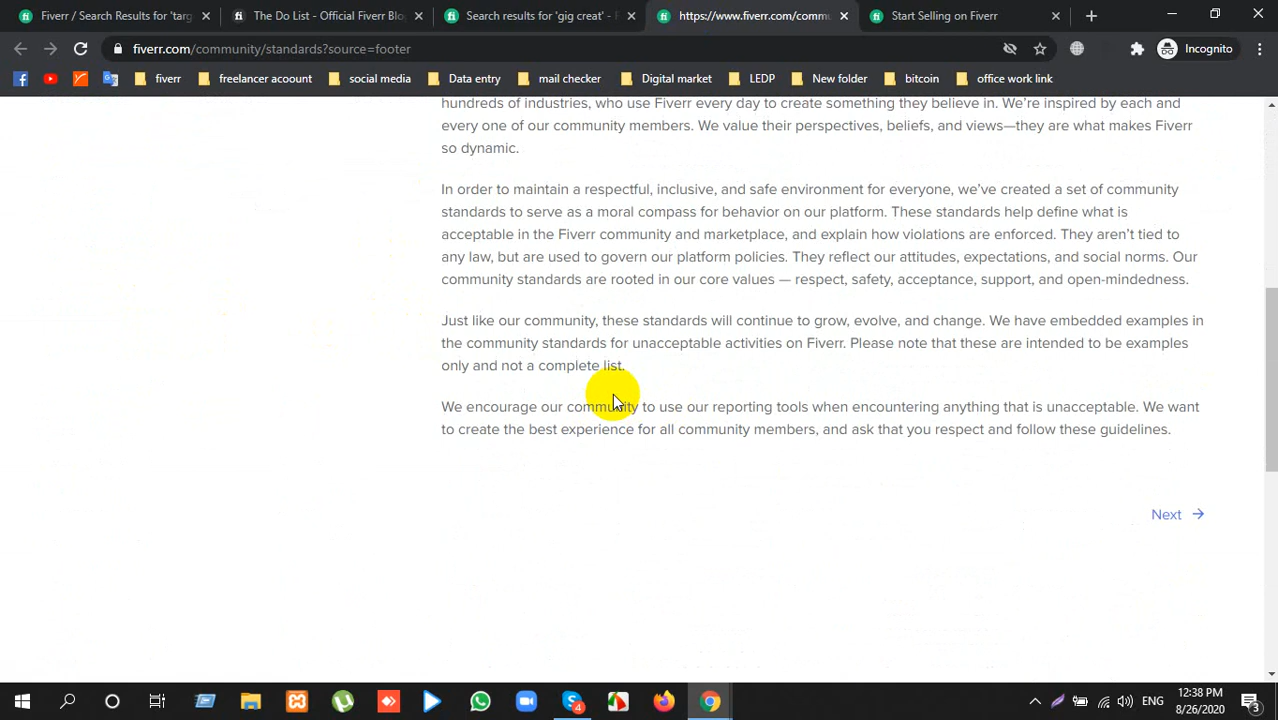 Fiverr / Search Results for 'targ
The Do List - Official Fiverr Blo
Search results for 'gig creat' - F
https://www.fiverr.com/commu
Start Selling on Fiverr
fiverr.com/community/standards?source=footer
Incognito
fiverr
freelancer acoount
social media
Data entry
mail checker
Digital market
LEDP
New folder
bitcoin
office work link
hundreds of industries, who use Fiverr every day to create something they believe in. We're inspired by each and
every one of our community members. We value their perspectives, beliefs, and views—they are what makes Fiverr
so dynamic.
In order to maintain a respectful, inclusive, and safe environment for everyone, we've created a set of community
standards to serve as a moral compass for behavior on our platform. These standards help define what is
acceptable in the Fiverr community and marketplace, and explain how violations are enforced. They aren't tied to
any law, but are used to govern our platform policies. They reflect our attitudes, expectations, and social norms. Our
community standards are rooted in our core values — respect, safety, acceptance, support, and open-mindedness.
Just like our community, these standards will continue to grow, evolve, and change. We have embedded examples in
the community standards for unacceptable activities on Fiverr. Please note that these are intended to be examples
only and not a complete list.
We encourage our community to use our reporting tools when encountering anything that is unacceptable. We want
to create the best experience for all community members, and ask that you respect and follow these guidelines.
Next
ENG
12:38 PM
8/26/2020
4
3